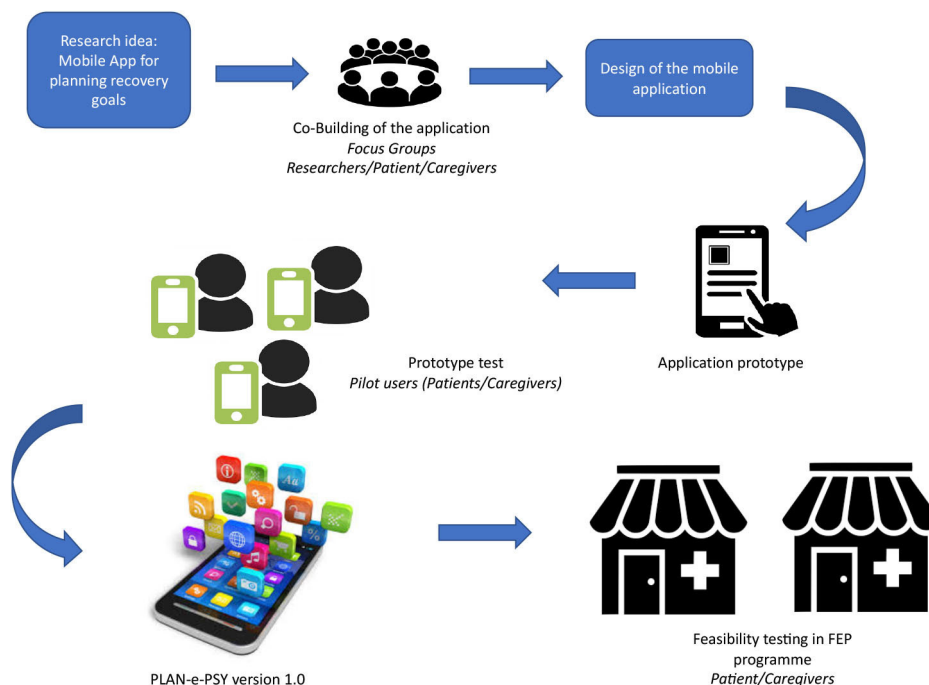 Research idea:
Mobile App for
planning recovery
goals
Co-Building of the application
Focus Groups
Researchers/Patient/Caregivers
Design of the mobile
application
Application prototype
Prototype test
Pilot users (Patients/Caregivers)
Aa
%
PLAN-e-PSY version 1.0
Feasibility testing in FEP
programme
Patient/Caregivers